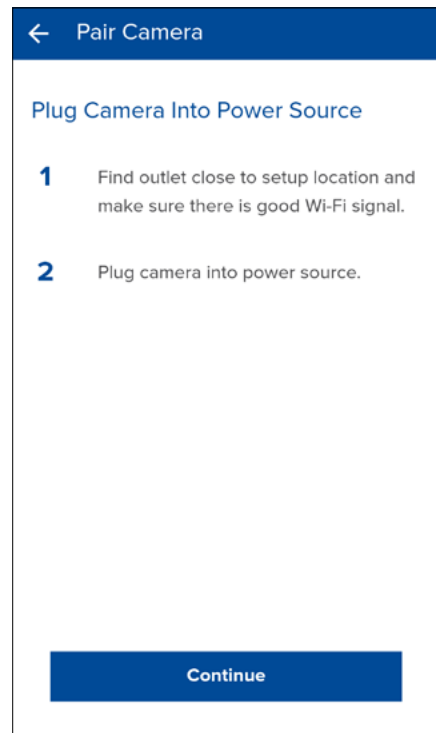 Pair Camera
Plug Camera Into Power Source
1 Find outlet close to setup location and
make sure there is good Wi-Fi signal.
2 Plug camera into power source.
Continue